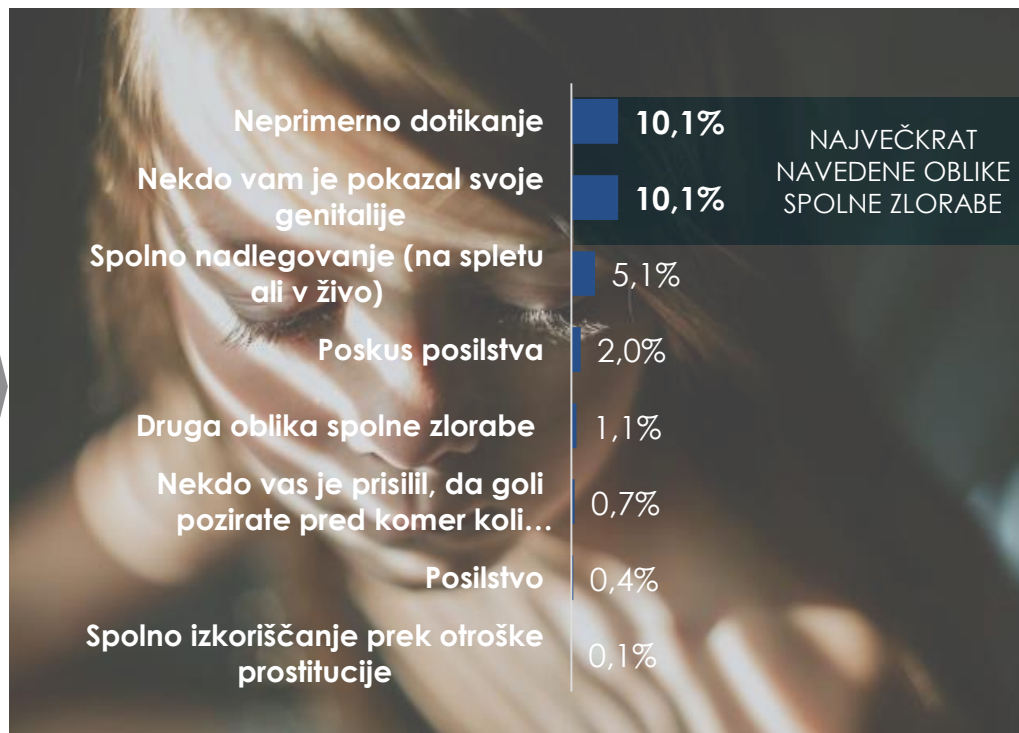 Neprimerno dotikanje 10,1%
NAJVEČKRAT
NAVEDENE OBLIKE
SPOLNE ZLORABE
Nekdo vam je pokazal svoje
genitalije 10,1%
Spolno nadlegovanje (na spletu
ali v živo) 5,1%
Poskus posilstva 2,0%
Druga oblika spolne zlorabe 1,1%
Nekdo vas je prisilil, da goli
pozirate pred komer koli… 0,7%
Posilstvo 0,4%
Spolno izkoriščanje prek otroške
prostitucije 0,1%